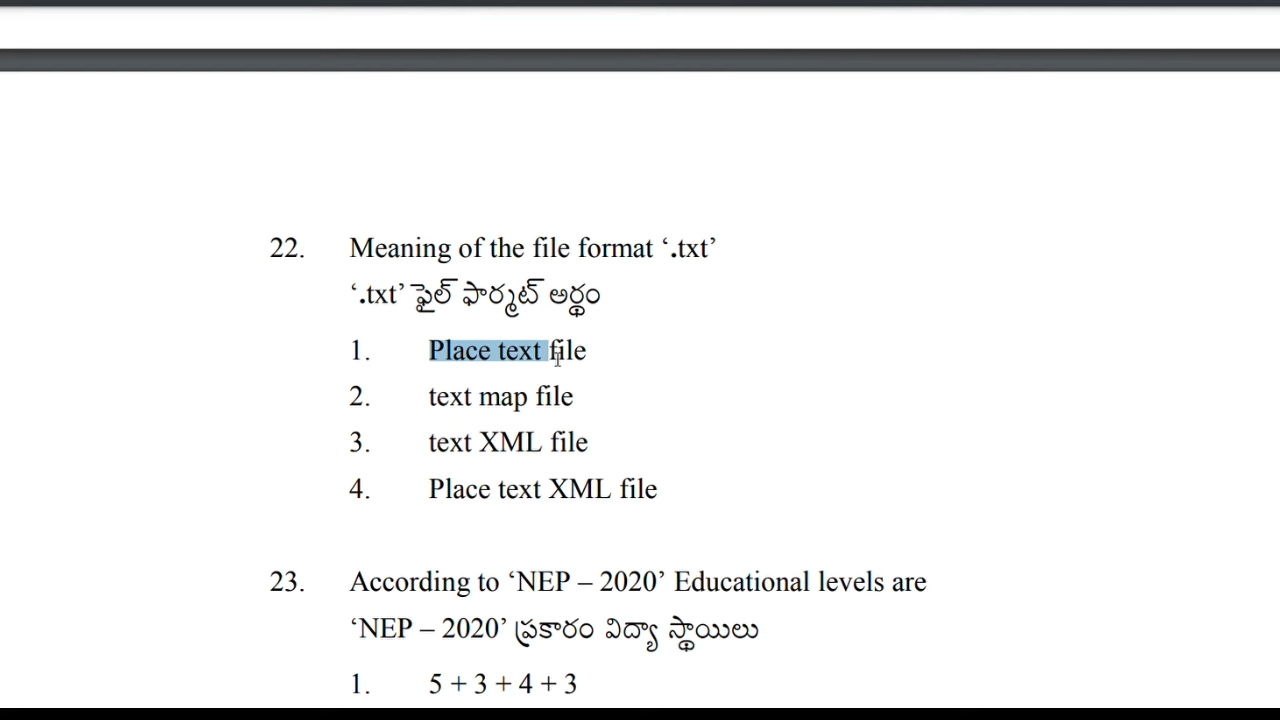 22. Meaning of the file format ‘.txt’
‘.txt’ ఫైల్ ఫార్మట్ అర్థం
1. Place text file
2. text map file
3. text XML file
4. Place text XML file
23. According to ‘NEP – 2020’ Educational levels are
‘NEP – 2020’ ప్రకారం విద్యా స్థాయిలు
1. 5 + 3 + 4 + 3